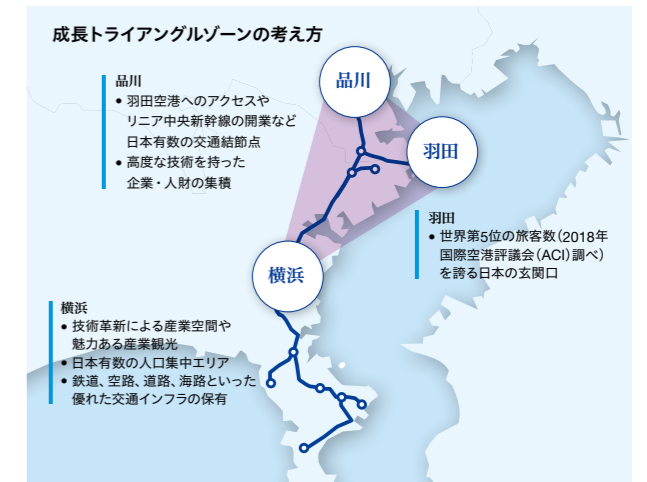 成長トライアングルゾーンの考え方
品川
● 羽田空港へのアクセスや
リニア中央新幹線の開業など
日本有数の交通結節点
● 高度な技術を持った
企業・人財の集積
品川
羽田
羽田
● 世界第5位の旅客数（2018年
国際空港評議会（ACI）調べ）
を誇る日本の玄関口
横浜
横浜
● 技術革新による産業空間や
魅力ある産業観光
● 日本有数の人口集中エリア
● 鉄道、空路、道路、海路といった
優れた交通インフラの保有